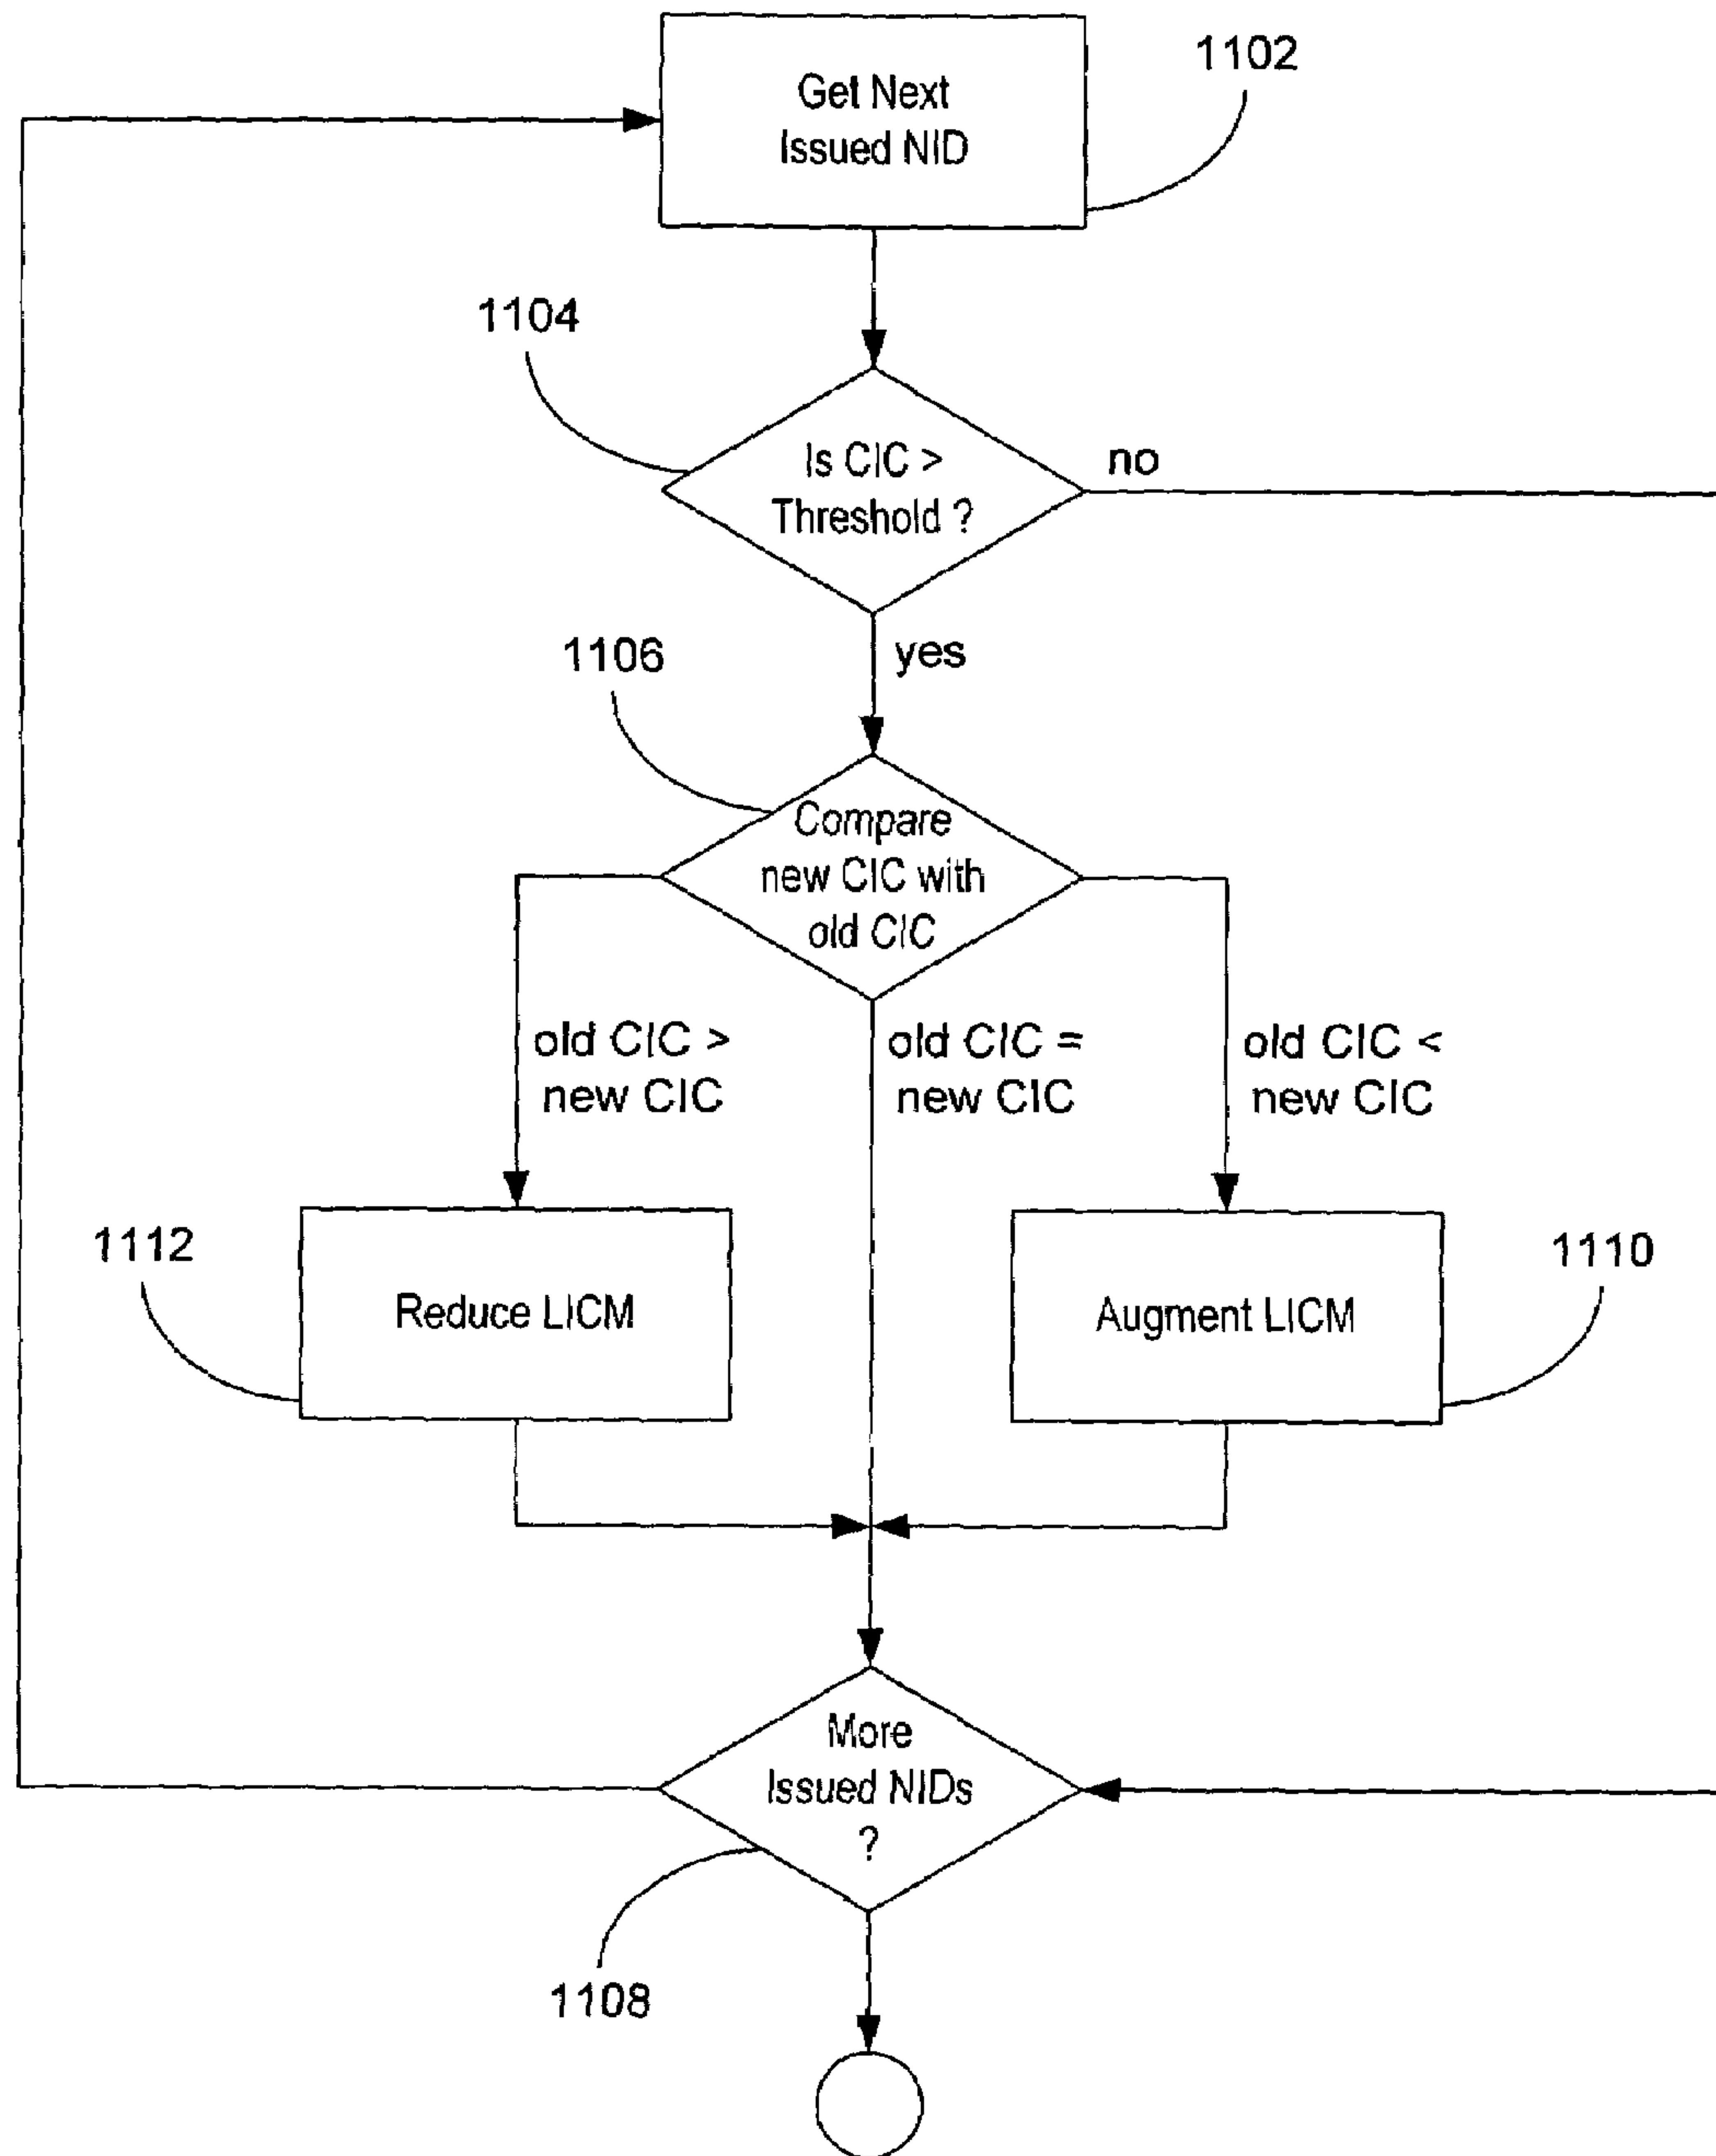 1102
Get Next
Issued NID
1104
Is CIC >
Threshold ?
no
yes
1106
Compare
new CIC with
old CIC
old CIC >
new CIC
old CIC =
new CIC
old CIC <
new CIC
1112
Reduce LICM
Augment LICM
1110
More
Issued NIDs
?
1108